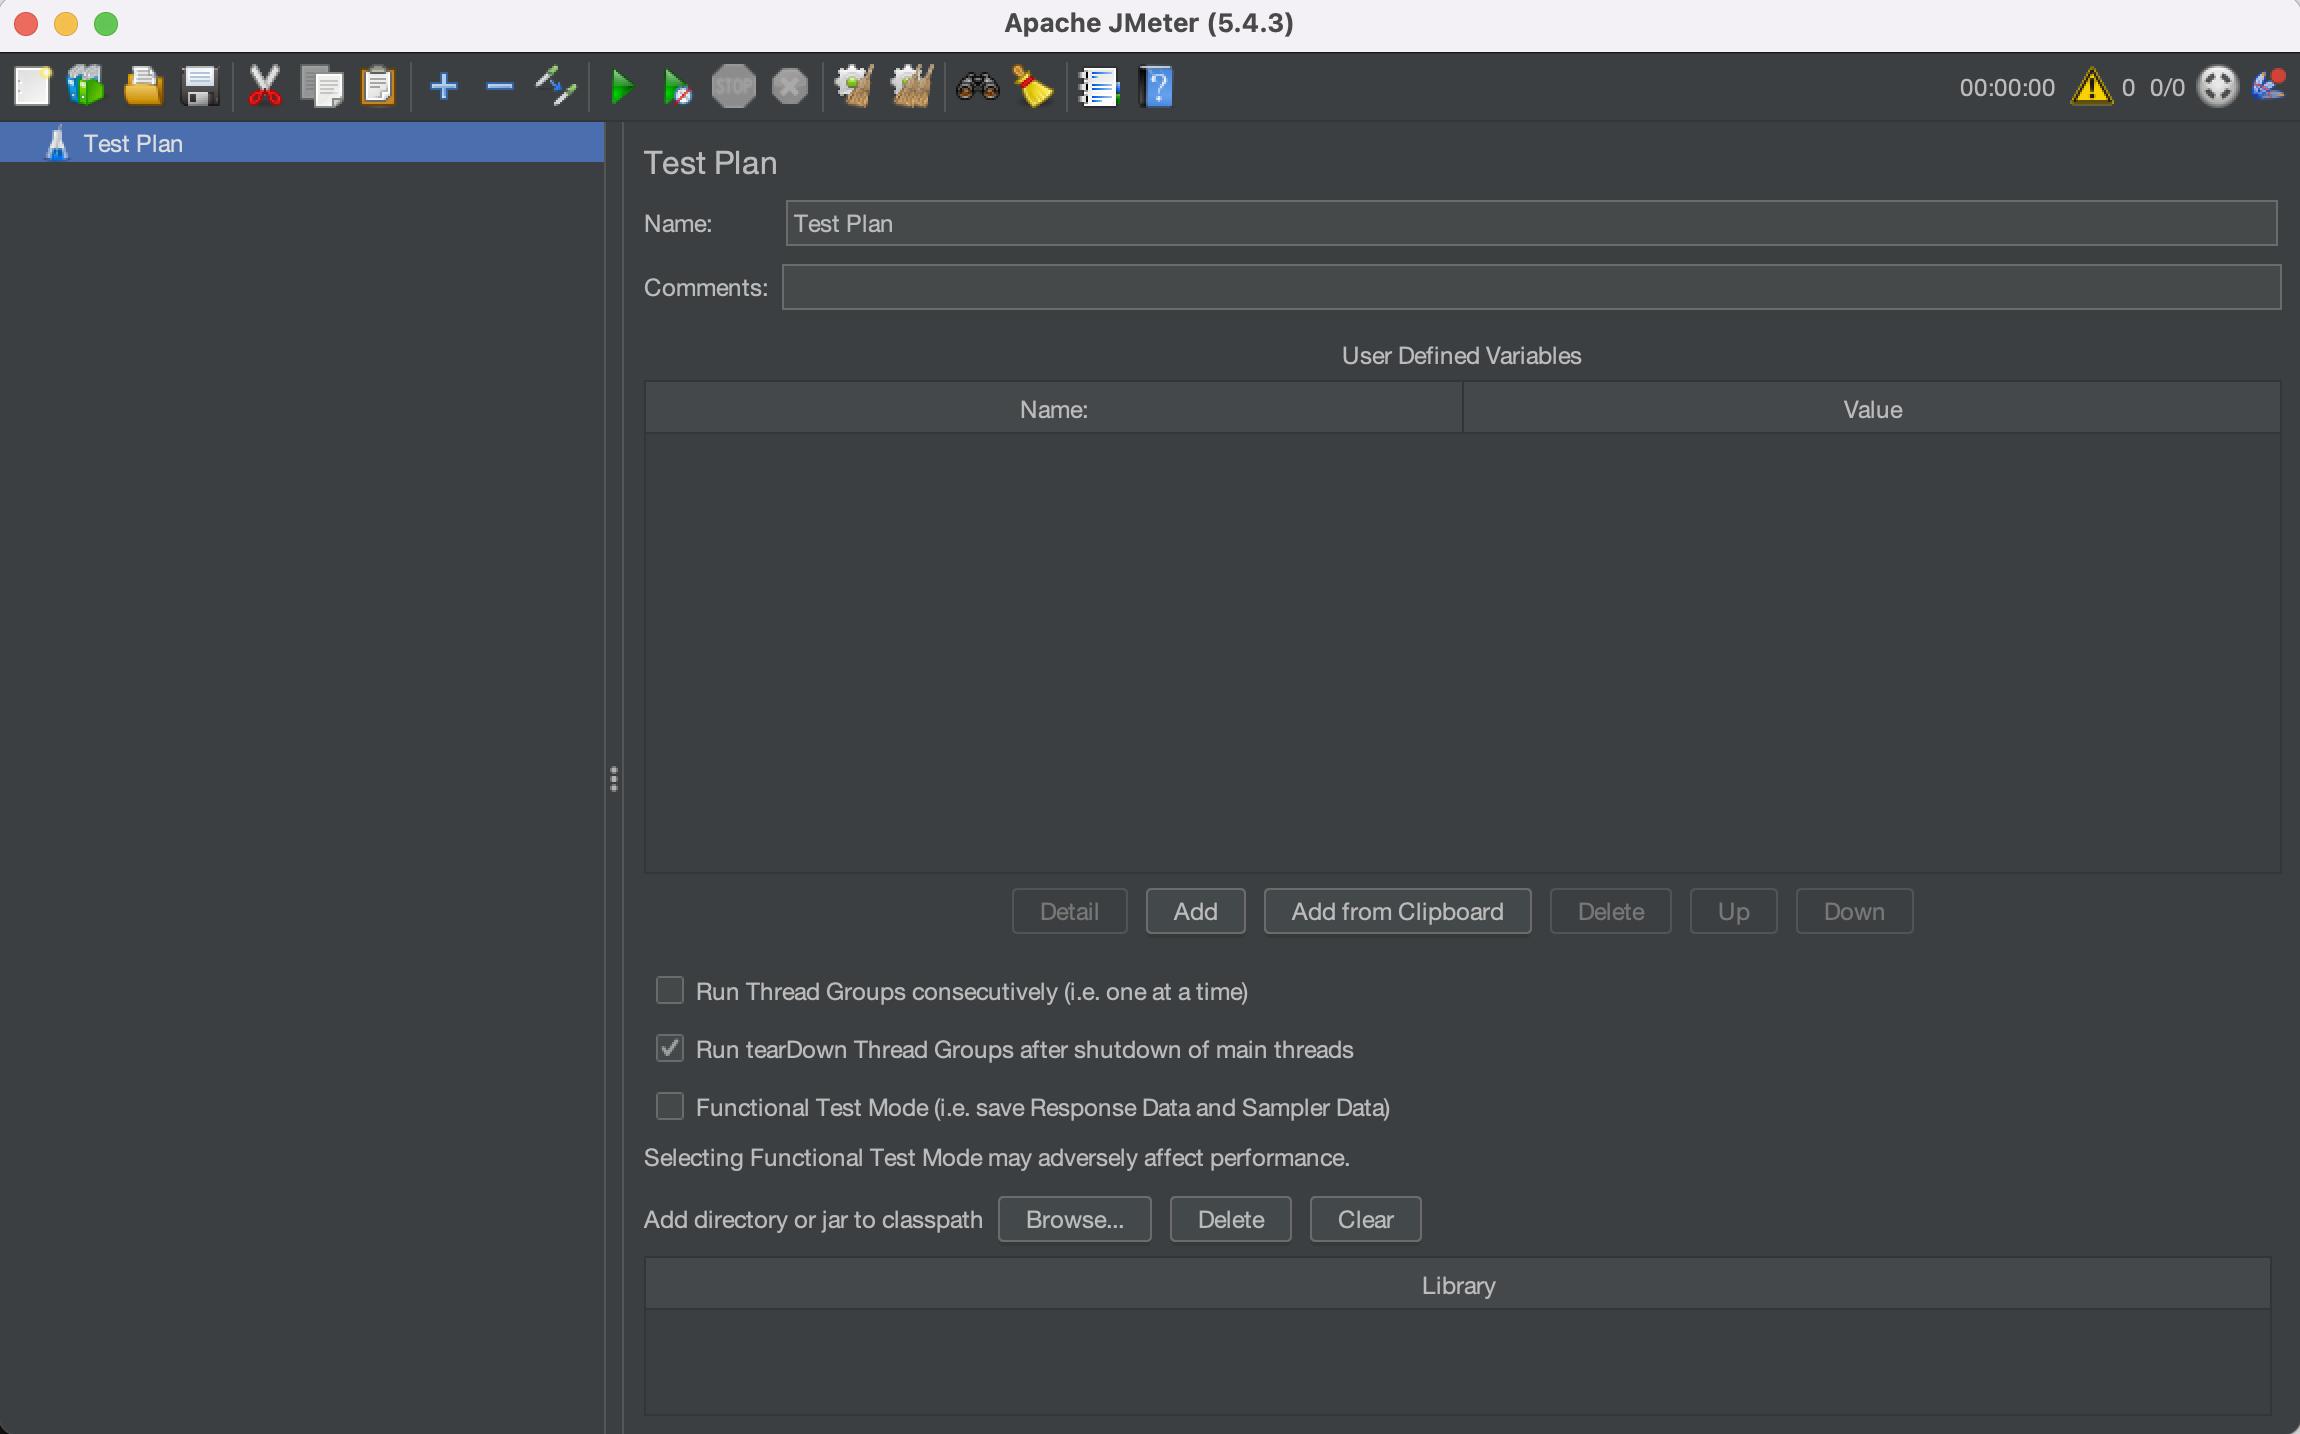 Apache JMeter (5.4.3)
STOP
?
00:00:00 0 0/0
Test Plan
Test Plan
Name: Test Plan
Comments:
User Defined Variables
Name: Value
Detail Add Add from Clipboard Delete Up Down
Run Thread Groups consecutively (i.e. one at a time)
Run tearDown Thread Groups after shutdown of main threads
Functional Test Mode (i.e. save Response Data and Sampler Data)
Selecting Functional Test Mode may adversely affect performance.
Add directory or jar to classpath Browse... Delete Clear
Library